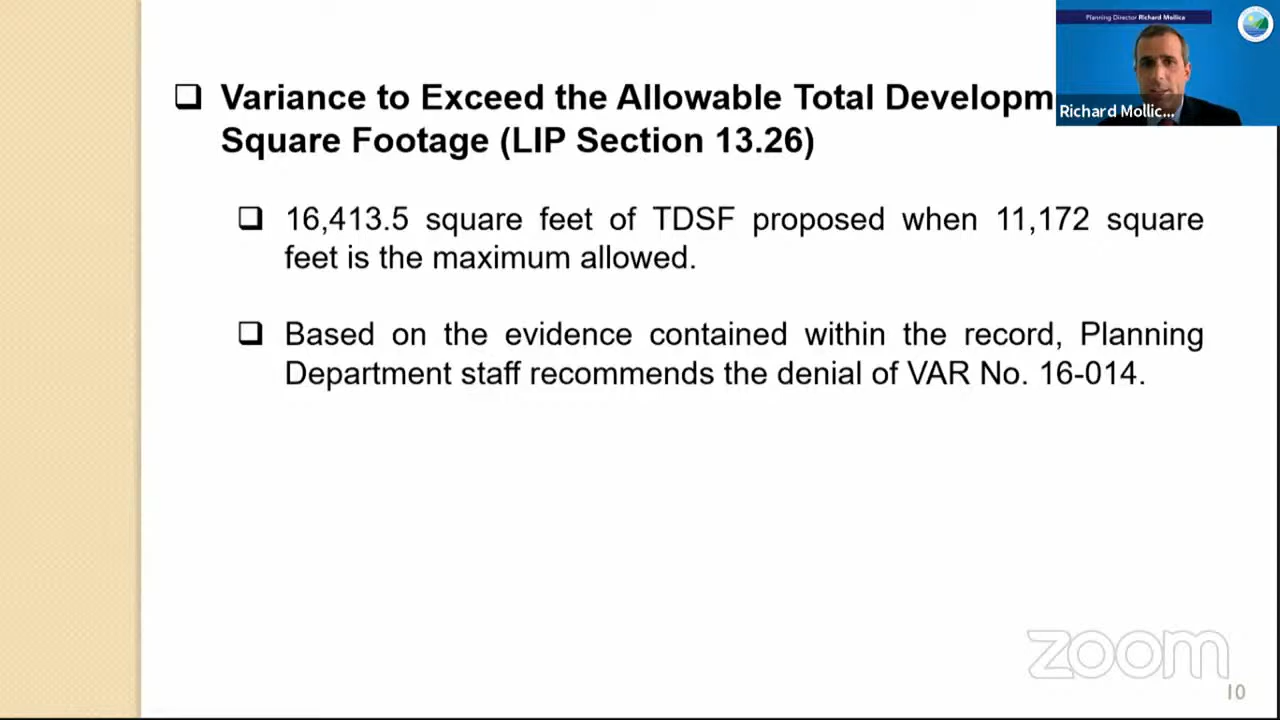 Planning Director Richard Mollica
Variance to Exceed the Allowable Total Developm
Richard Mollic...
Square Footage (LIP Section 13.26)
16,413.5 square feet of TDSF proposed when 11,172 square
feet is the maximum allowed.
Based on the evidence contained within the record, Planning
Department staff recommends the denial of VAR No. 16-014.
zoom
10